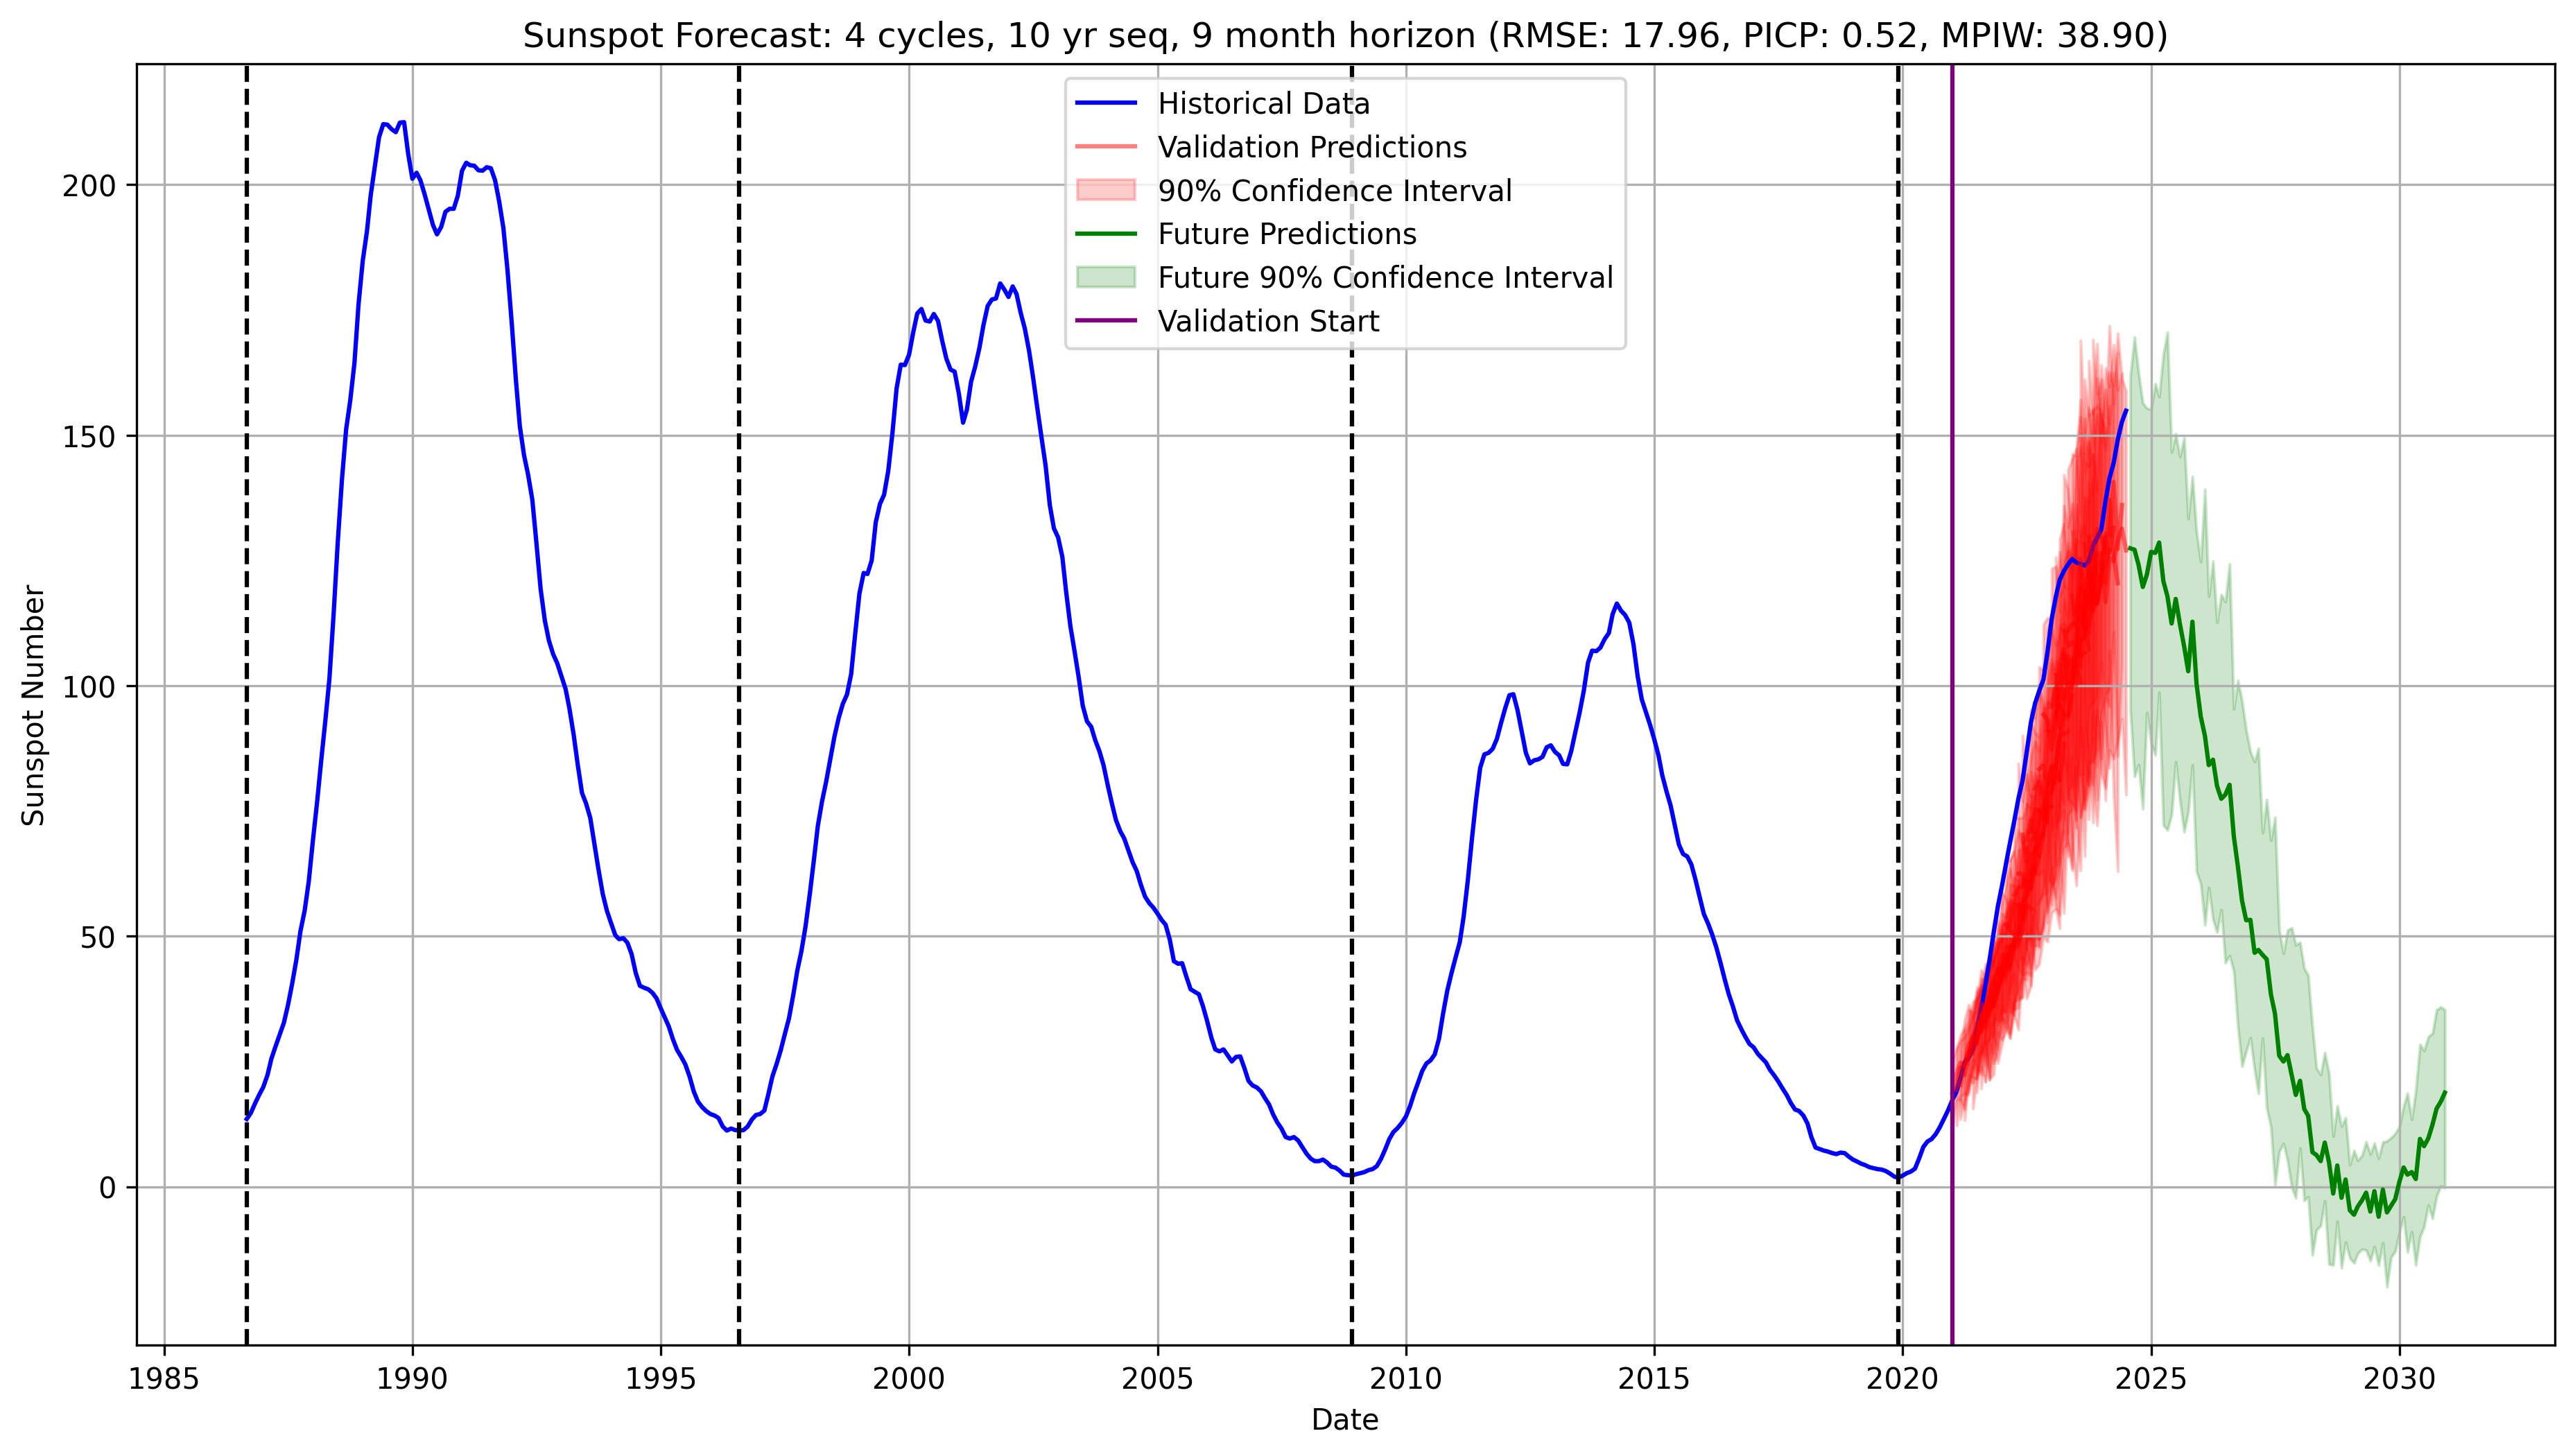 Sunspot Forecast: 4 cycles, 10 yr seq, 9 month horizon (RMSE: 17.96, PICP: 0.52, MPIW: 38.90)
Historical Data
Validation Predictions
90% Confidence Interval
Future Predictions
Future 90% Confidence Interval
Validation Start
Sunspot Number
200
150
100
50
0
1985 1990 1995 2000 2005 2010 2015 2020 2025 2030
Date